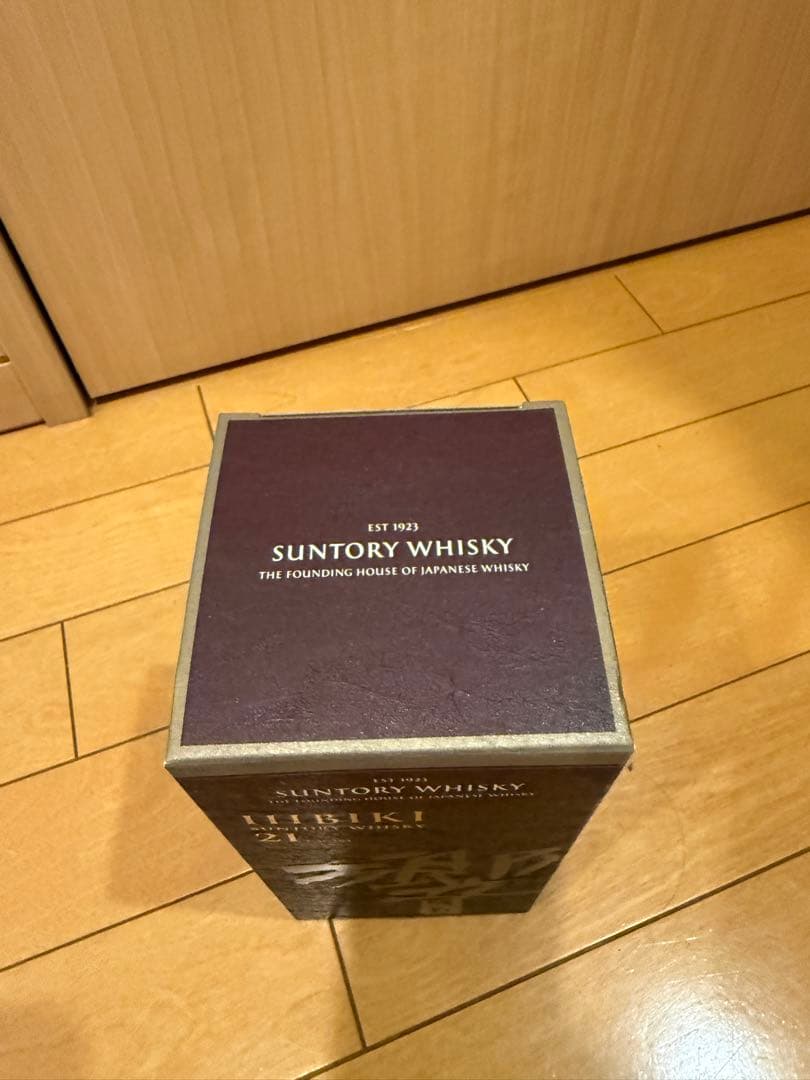 EST 1923
SUNTORY WHISKY
THE FOUNDING HOUSE OF JAPANESE WHISKY
EST 1923
SUNTORY WHISKY
THE FOUNDING HOUSE OF JAPANESE WHISKY
HIBIKI
SUNTORY WHISKY
21
響